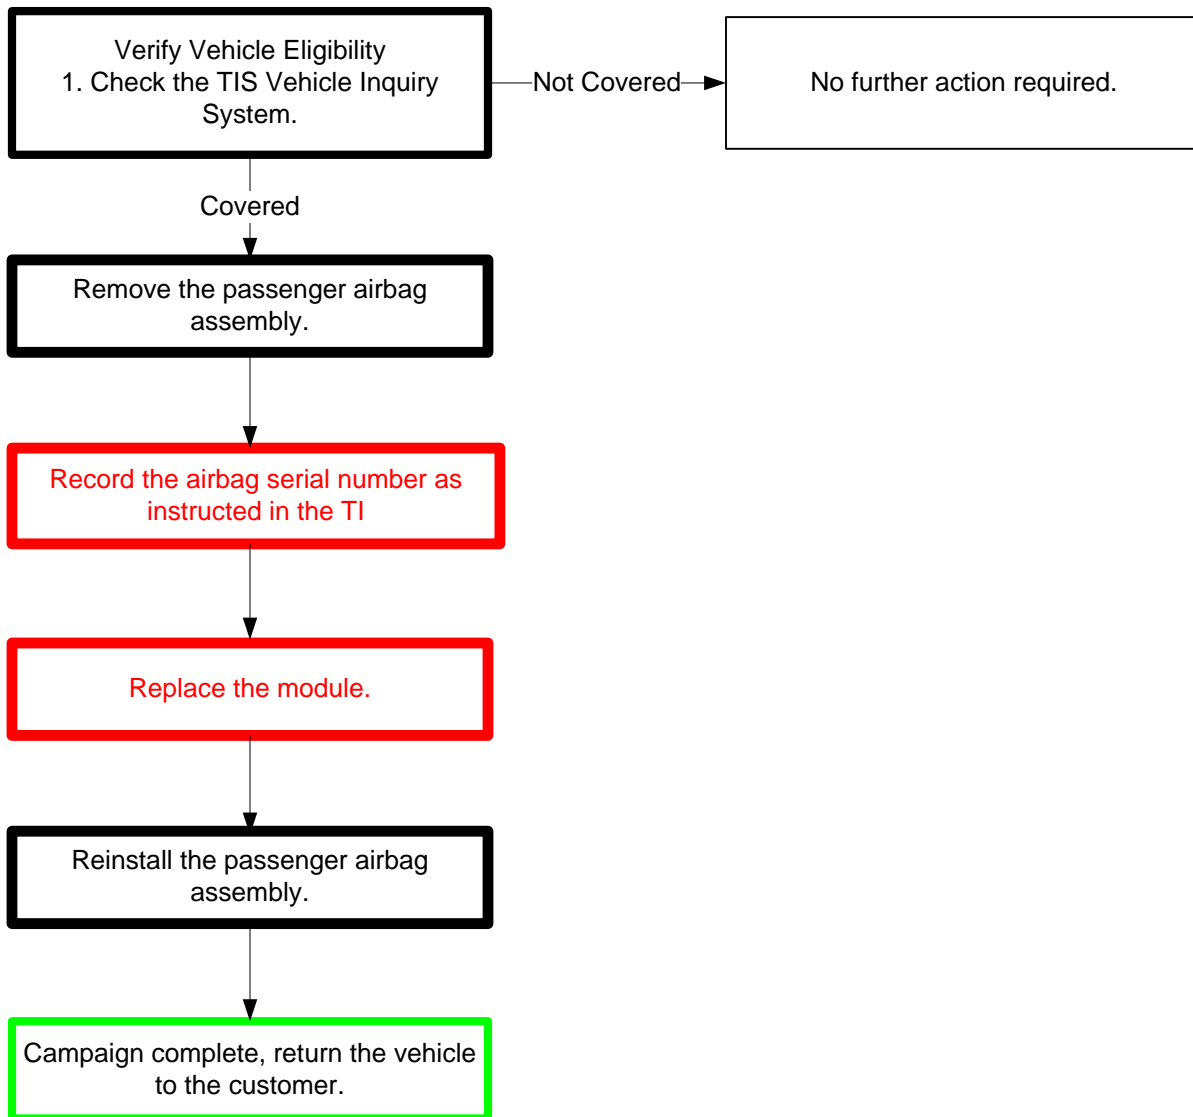 Verify Vehicle Eligibility
1. Check the TIS Vehicle Inquiry
System.
Not Covered
No further action required.
Covered
Remove the passenger airbag
assembly.
Record the airbag serial number as
instructed in the TI
Replace the module.
Reinstall the passenger airbag
assembly.
Campaign complete, return the vehicle
to the customer.